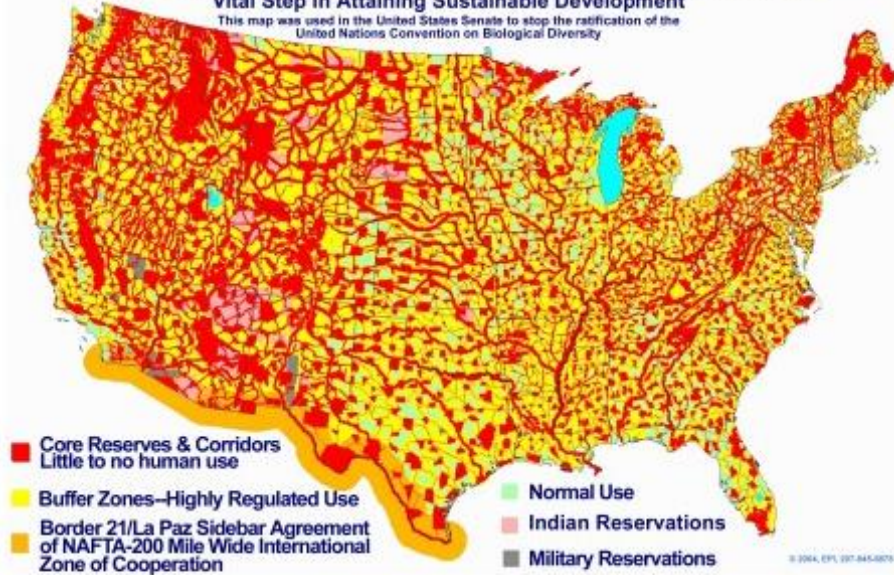 Vital Step in Attaining Sustainable Development
This map was used in the United States Senate to stop the ratification of the
United Nations Convention on Biological Diversity
Core Reserves & Corridors
Little to no human use
Buffer Zones--Highly Regulated Use
Border 21/La Paz Sidebar Agreement
of NAFTA-200 Mile Wide International
Zone of Cooperation
Normal Use
Indian Reservations
Military Reservations
© 2004, EPI,